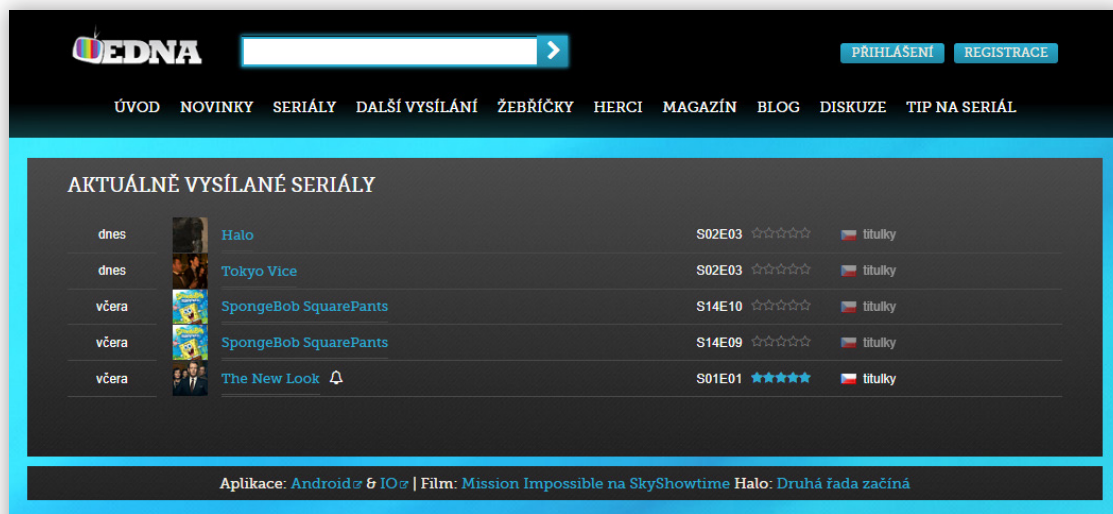 EDNA
PŘIHLÁŠENÍ REGISTRACE
ÚVOD NOVINKY SERIÁLY DALŠÍ VYSÍLÁNÍ ŽEBŘÍČKY HERCI MAGAZÍN BLOG DISKUZE TIP NA SERIÁL
AKTUÁLNĚ VYSÍLANÉ SERIÁLY
dnes Halo S02E03 titulky
dnes Tokyo Vice S02E03 titulky
včera SpongeBob SquarePants S14E10 titulky
včera SpongeBob SquarePants S14E09 titulky
včera The New Look S01E01 titulky
Aplikace: Android & IO | Film: Mission Impossible na SkyShowtime Halo: Druhá řada začíná